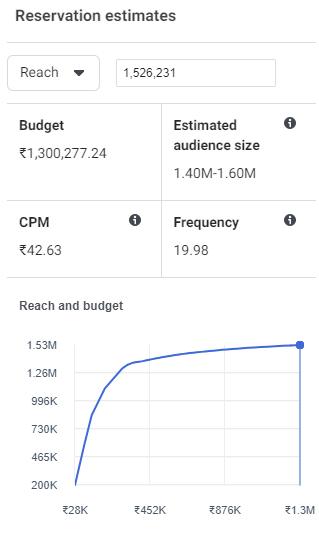 Reservation estimates
Reach
1,526,231
Budget
₹1,300,277.24
Estimated
audience size
1.40M-1.60M
CPM
₹42.63
Frequency
19.98
Reach and budget
1.53M
1.26M
996K
730K
465K
200K
₹28K ₹452K ₹876K ₹1.3M